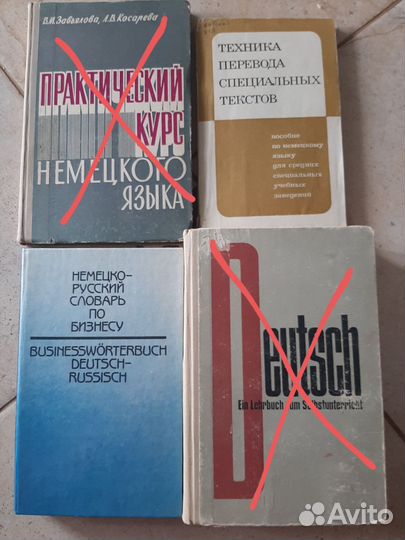 В.М. Завьялова, Л.В. Косарева
ПРАКТИЧЕСКИЙ
КУРС
НЕМЕЦКОГО
ЯЗЫКА
ТЕХНИКА
ПЕРЕВОДА
СПЕЦИАЛЬНЫХ
ТЕКСТОВ
пособие
по немецкому
языку
для средних
специальных
учебных
заведений
НЕМЕЦКО-
РУССКИЙ
СЛОВАРЬ
ПО
БИЗНЕСУ
BUSINESSWÖRTERBUCH
DEUTSCH-
RUSSISCH
Deutsch
Ein Lehrbuch zum Selbstunterricht
Avito